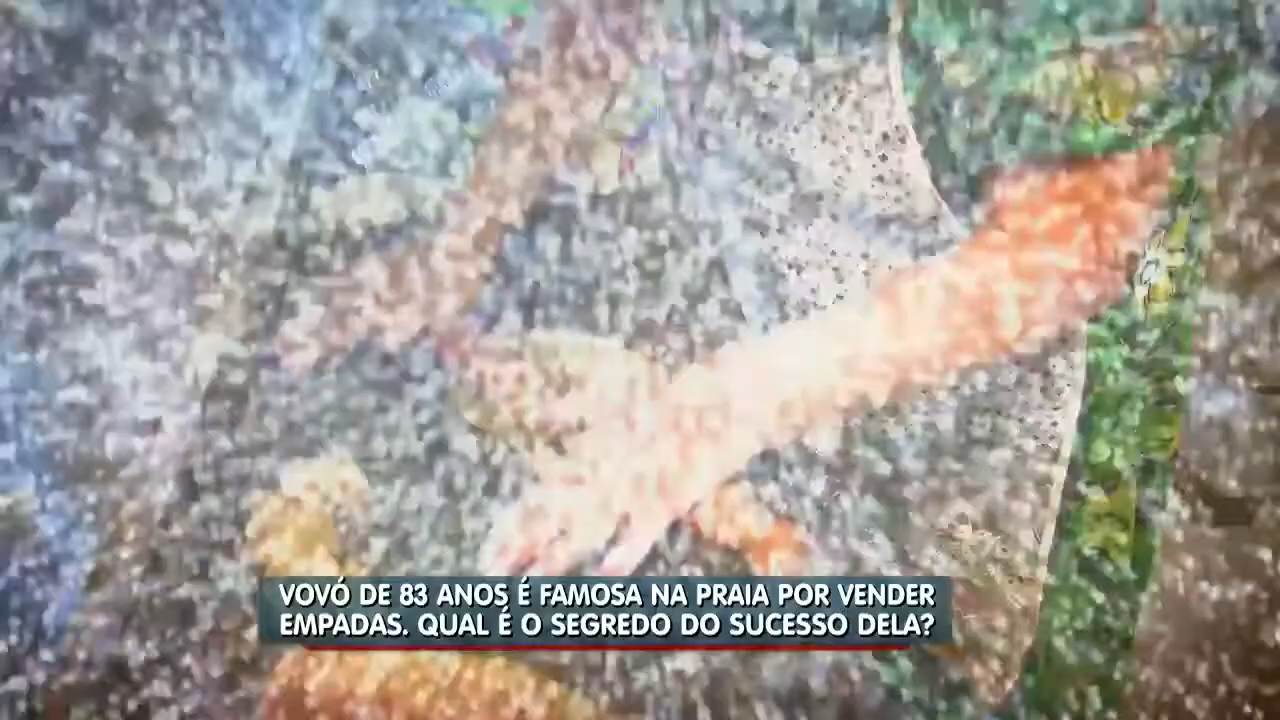 VOVÓ DE 83 ANOS É FAMOSA NA PRAIA POR VENDER
EMPADAS. QUAL É O SEGREDO DO SUCESSO DELA?